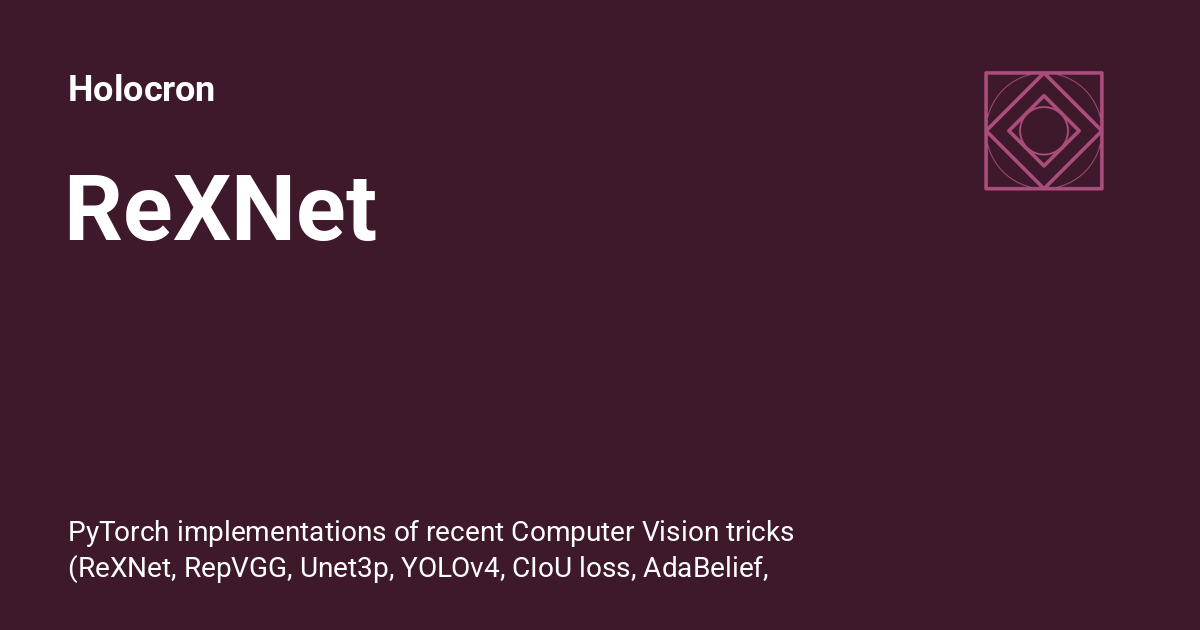 Holocron
ReXNet
PyTorch implementations of recent Computer Vision tricks
(ReXNet, RepVGG, Unet3p, YOLOv4, CIoU loss, AdaBelief,